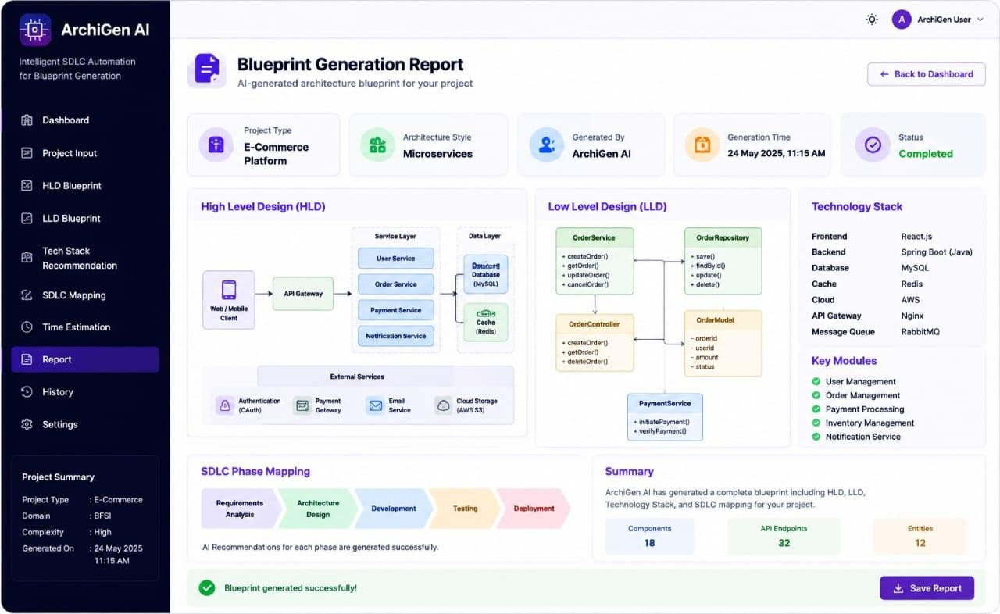 ArchiGen AI
Intelligent SDLC Automation
for Blueprint Generation
Dashboard
Project Input
HLD Blueprint
LLD Blueprint
Tech Stack
Recommendation
SDLC Mapping
Time Estimation
Report
History
Settings
Project Summary
Project Type : E-Commerce
Domain : BFSI
Complexity : High
Generated On : 24 May 2025
11:15 AM
A ArchiGen User
Blueprint Generation Report
AI-generated architecture blueprint for your project
← Back to Dashboard
Project Type
E-Commerce
Platform
Architecture Style
Microservices
Generated By
ArchiGen AI
Generation Time
24 May 2025, 11:15 AM
Status
Completed
High Level Design (HLD)
Web / Mobile
Client
API Gateway
Service Layer
User Service
Order Service
Payment Service
Notification Service
Data Layer
Database
(MySQL)
Cache
(Redis)
External Services
Authentication
(OAuth)
Payment
Geteway
Email
Service
Cloud Storage
(AWS S3)
Low Level Design (LLD)
OrderService
+ createOrder()
+ getOrder()
+ updateOrder()
+ cancelOrder()
OrderRepository
+ save()
+ findById()
+ update()
+ delete()
OrderController
+ createOrder()
+ getOrder()
+ deleteOrder()
OrderModel
- orderId
- userId
- amount
- status
PaymentService
+ initiatePayment()
+ verifyPayment()
Technology Stack
Frontend React.js
Backend Spring Boot (Java)
Database MySQL
Cache Redis
Cloud AWS
API Gateway Nginx
Message Queue RabbitMQ
Key Modules
User Management
Order Management
Payment Processing
Inventory Management
Notification Service
SDLC Phase Mapping
Requirements
Analysis
Architecture
Design
Development
Testing
Deployment
AI Recommendations for each phase are generated successfully.
Summary
ArchiGen AI has generated a complete blueprint including HLD, LLD,
Technology Stack, and SDLC mapping for your project.
Components
18
API Endpoints
32
Entities
12
Blueprint generated successfully!
Save Report